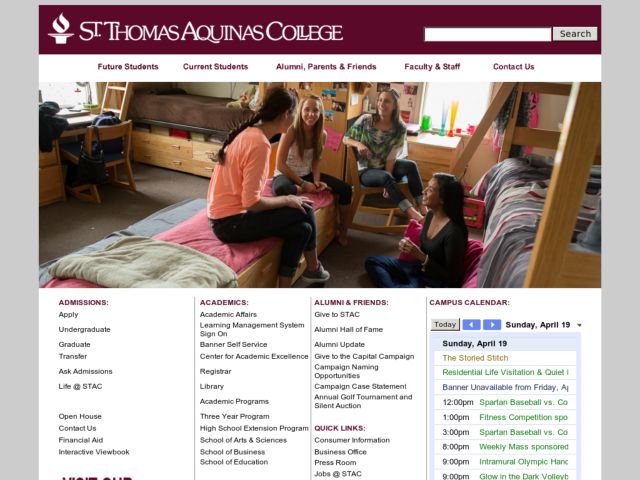 ST. THOMAS AQUINAS COLLEGE
Search
Future Students
Current Students
Alumni, Parents & Friends
Faculty & Staff
Contact Us
ADMISSIONS:
Apply
Undergraduate
Graduate
Transfer
Ask Admissions
Life @ STAC
Open House
Contact Us
Financial Aid
Interactive Viewbook
ACADEMICS:
Academic Affairs
Learning Management System
Sign On
Banner Self Service
Center for Academic Excellence
Registrar
Library
Academic Programs
Three Year Program
High School Extension Program
School of Arts & Sciences
School of Business
School of Education
ALUMNI & FRIENDS:
Give to STAC
Alumni Hall of Fame
Alumni Update
Give to the Capital Campaign
Campaign Naming
Opportunities
Campaign Case Statement
Annual Golf Tournament and
Silent Auction
QUICK LINKS:
Consumer Information
Business Office
Press Room
Jobs @ STAC
CAMPUS CALENDAR:
Today
Sunday, April 19
Sunday, April 19
The Storied Stitch
Residential Life Visitation & Quiet
Banner Unavailable from Friday, Ap
12:00pm Spartan Baseball vs. Co
1:00pm Fitness Competition spo
3:00pm Spartan Baseball vs. Co
8:00pm Weekly Mass sponsored
9:00pm Intramural Olympic Hand
9:00pm Glow in the Dark Volleyb